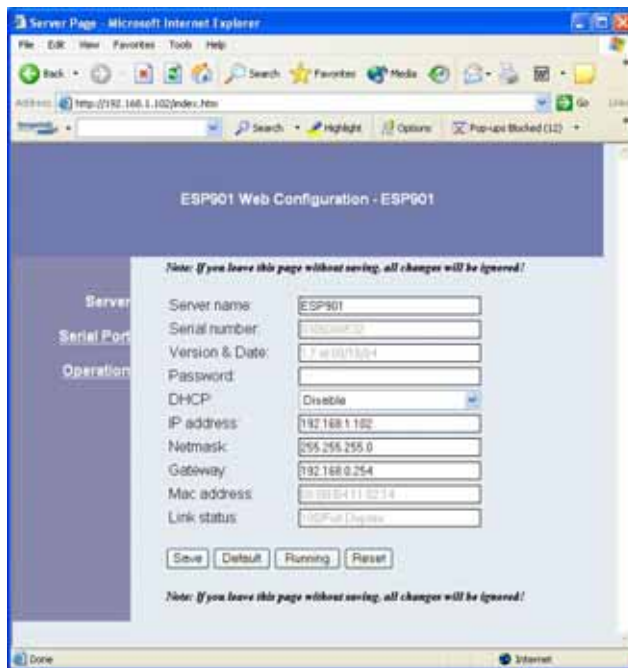 Server Page - Microsoft Internet Explorer
File Edit View Favorites Tools Help
Back Search Favorites Media
Address http://192.168.1.102/index.htm Go Links
Search Highlight Options Pop-ups Blocked (12)
ESP901 Web Configuration - ESP901
Note: If you leave this page without saving, all changes will be ignored!
Server
Serial Port
Operation
Server name: ESP901
Serial number:
Version & Date:
Password:
DHCP Disable
IP address: 192.168.1.102
Netmask: 255.255.255.0
Gateway: 192.168.0.254
Mac address:
Link status: 100/Full Duplex
Save Default Running Reset
Note: If you leave this page without saving, all changes will be ignored!
Done Internet